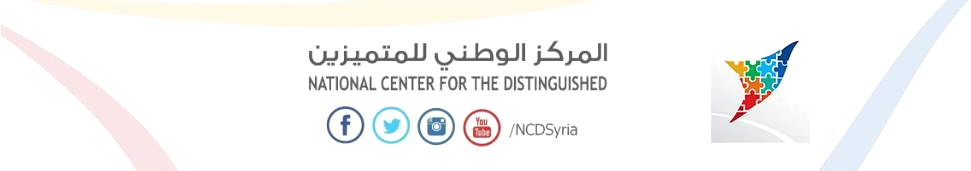 المركز الوطني للمتميزين
NATIONAL CENTER FOR THE DISTINGUISHED
You Tube /NCDSyria